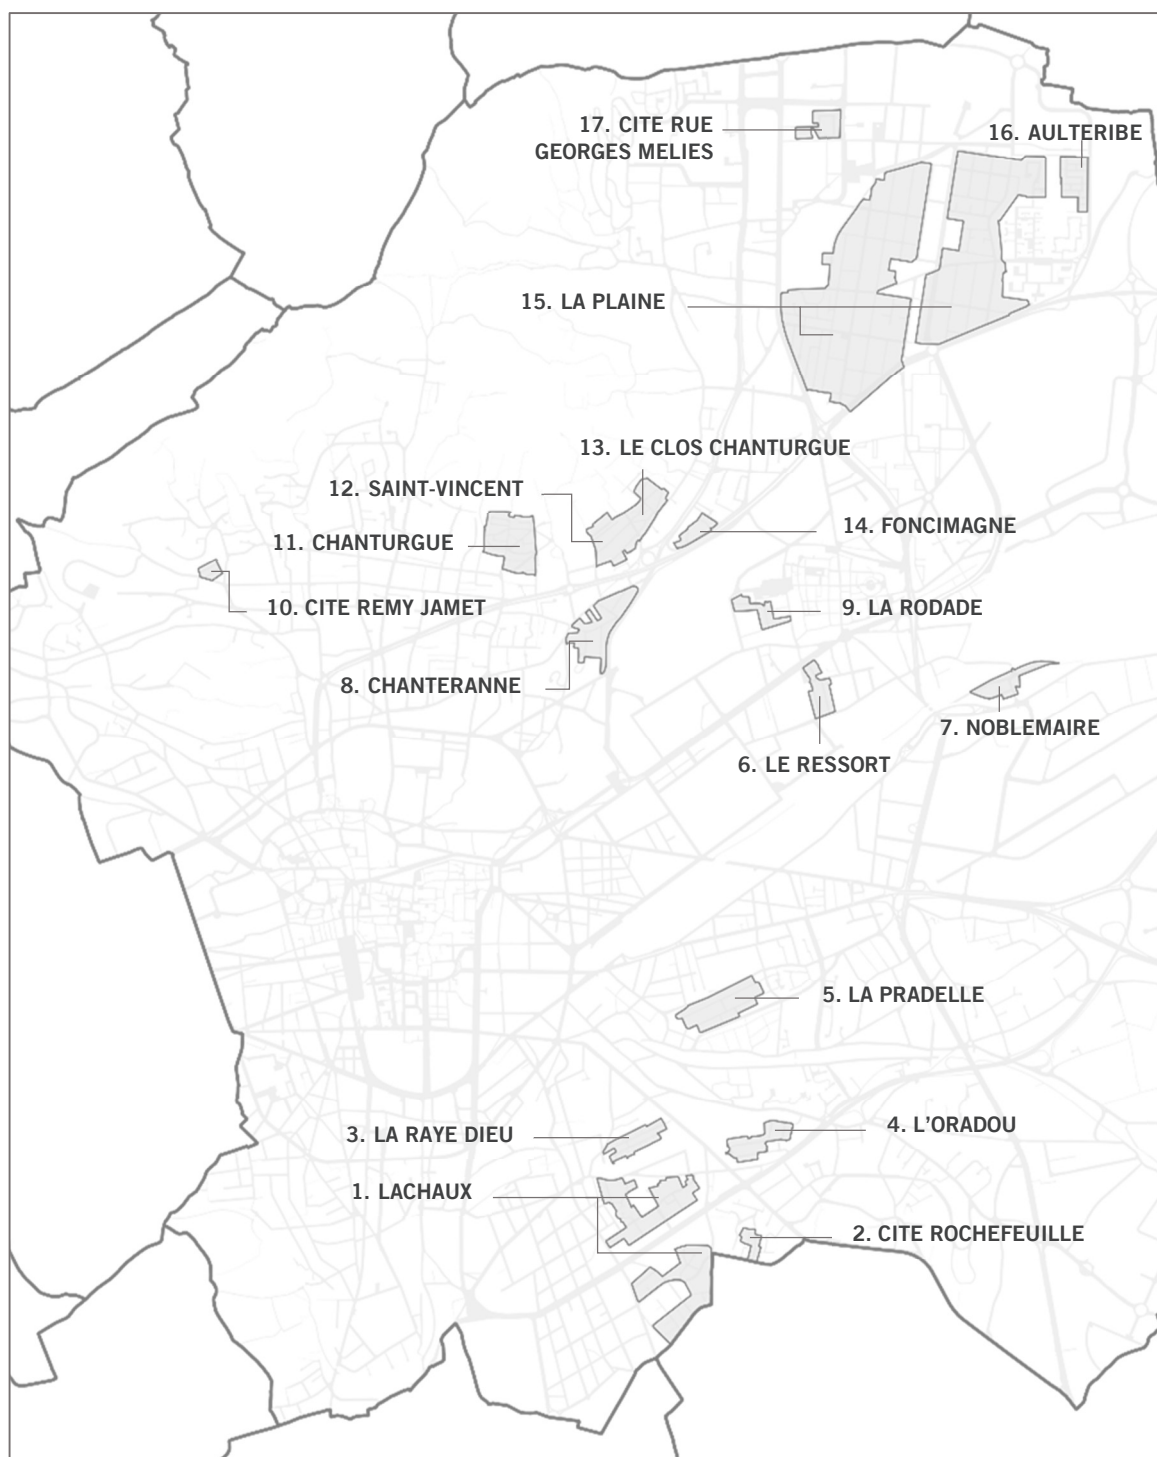 17. CITE RUE
GEORGES MELIES
16. AULTERIBE
15. LA PLAINE
13. LE CLOS CHANTURGUE
12. SAINT-VINCENT
14. FONCIMAGNE
11. CHANTURGUE
10. CITE REMY JAMET
9. LA RODADE
8. CHANTERANNE
7. NOBLEMAIRE
6. LE RESSORT
5. LA PRADELLE
4. L'ORADOU
3. LA RAYE DIEU
1. LACHAUX
2. CITE ROCHEFEUILLE